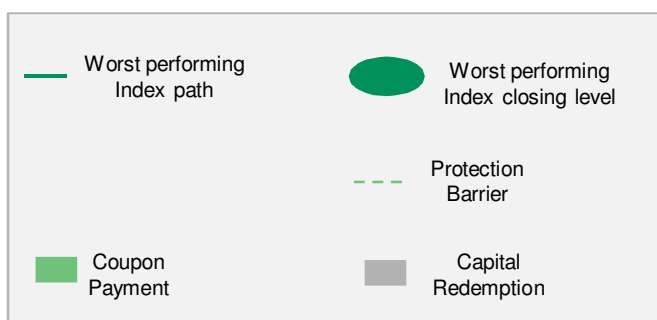 Worst performing
Index path
Worst performing
Index closing level
Protection
Barrier
Coupon
Payment
Capital
Redemption